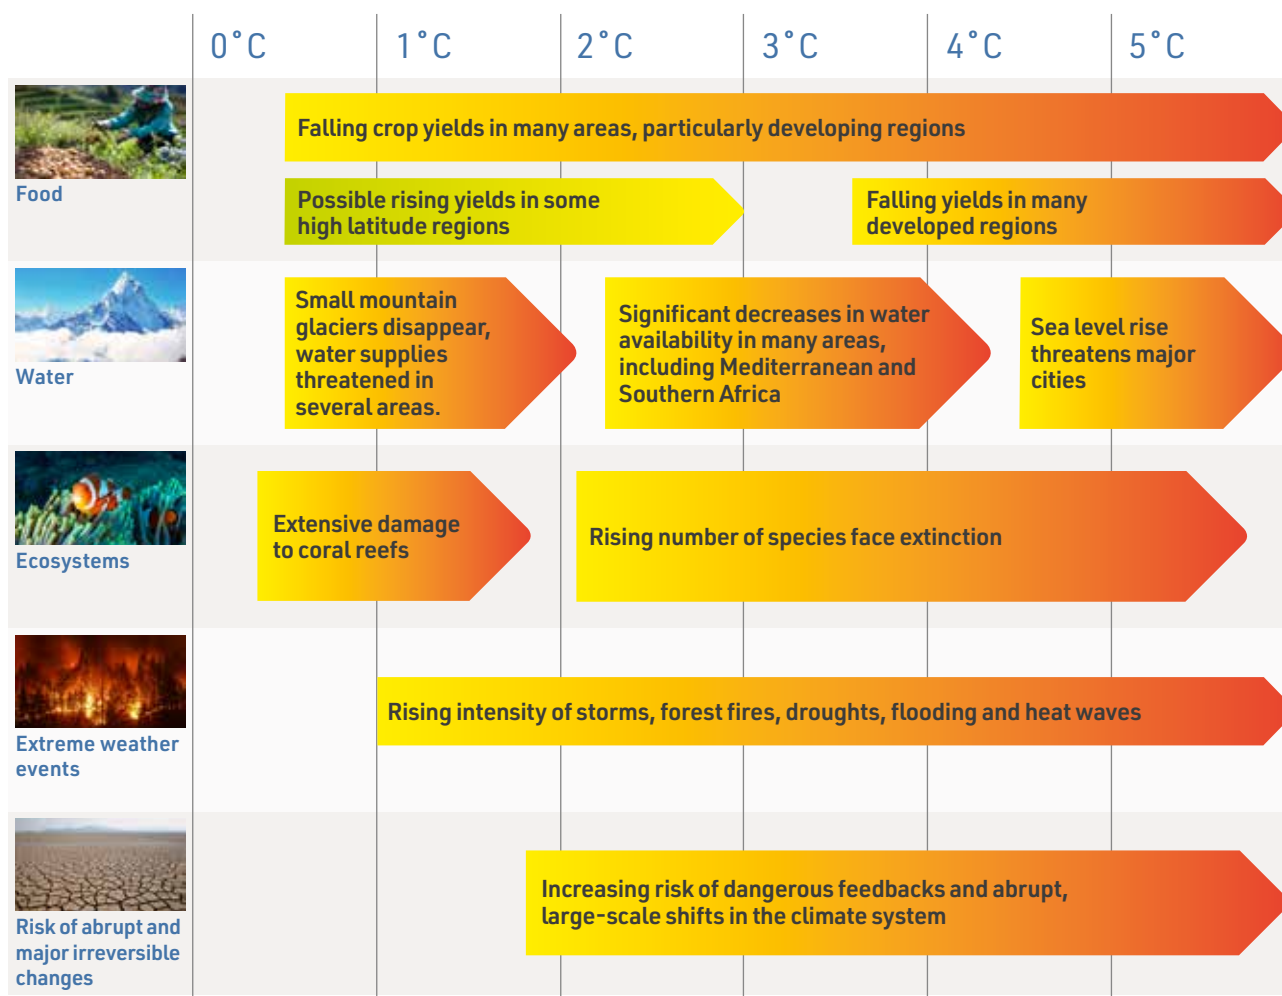 0°C 1°C 2°C 3°C 4°C 5°C
Food
Falling crop yields in many areas, particularly developing regions
Possible rising yields in some
high latitude regions
Falling yields in many
developed regions
Water
Small mountain
glaciers disappear,
water supplies
threatened in
several areas.
Significant decreases in water
availability in many areas,
including Mediterranean and
Southern Africa
Sea level rise
threatens major
cities
Ecosystems
Extensive damage
to coral reefs
Rising number of species face extinction
Extreme weather
events
Rising intensity of storms, forest fires, droughts, flooding and heat waves
Risk of abrupt and
major irreversible
changes
Increasing risk of dangerous feedbacks and abrupt,
large-scale shifts in the climate system